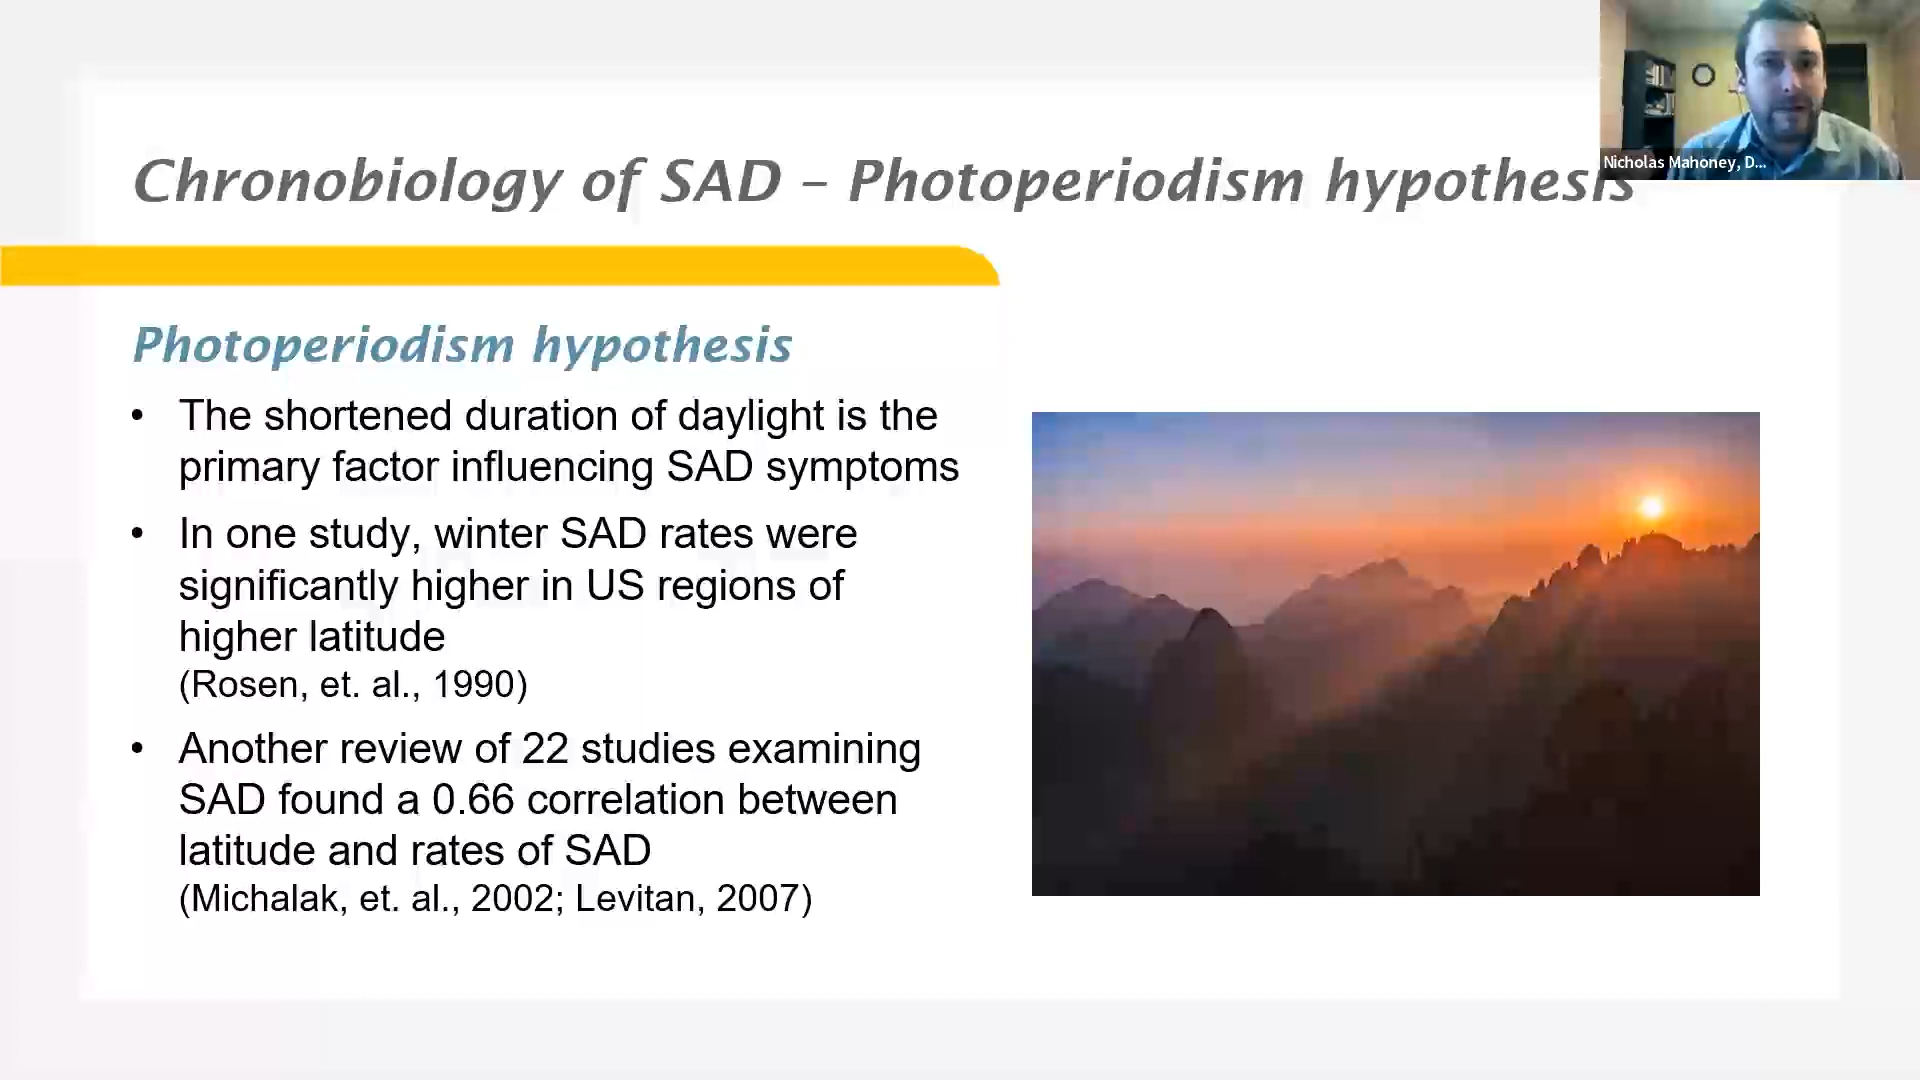 Nicholas Mahoney, D...
Chronobiology of SAD – Photoperiodism hypothesis
Photoperiodism hypothesis
• The shortened duration of daylight is the
primary factor influencing SAD symptoms
• In one study, winter SAD rates were
significantly higher in US regions of
higher latitude
(Rosen, et. al., 1990)
• Another review of 22 studies examining
SAD found a 0.66 correlation between
latitude and rates of SAD
(Michalak, et. al., 2002; Levitan, 2007)